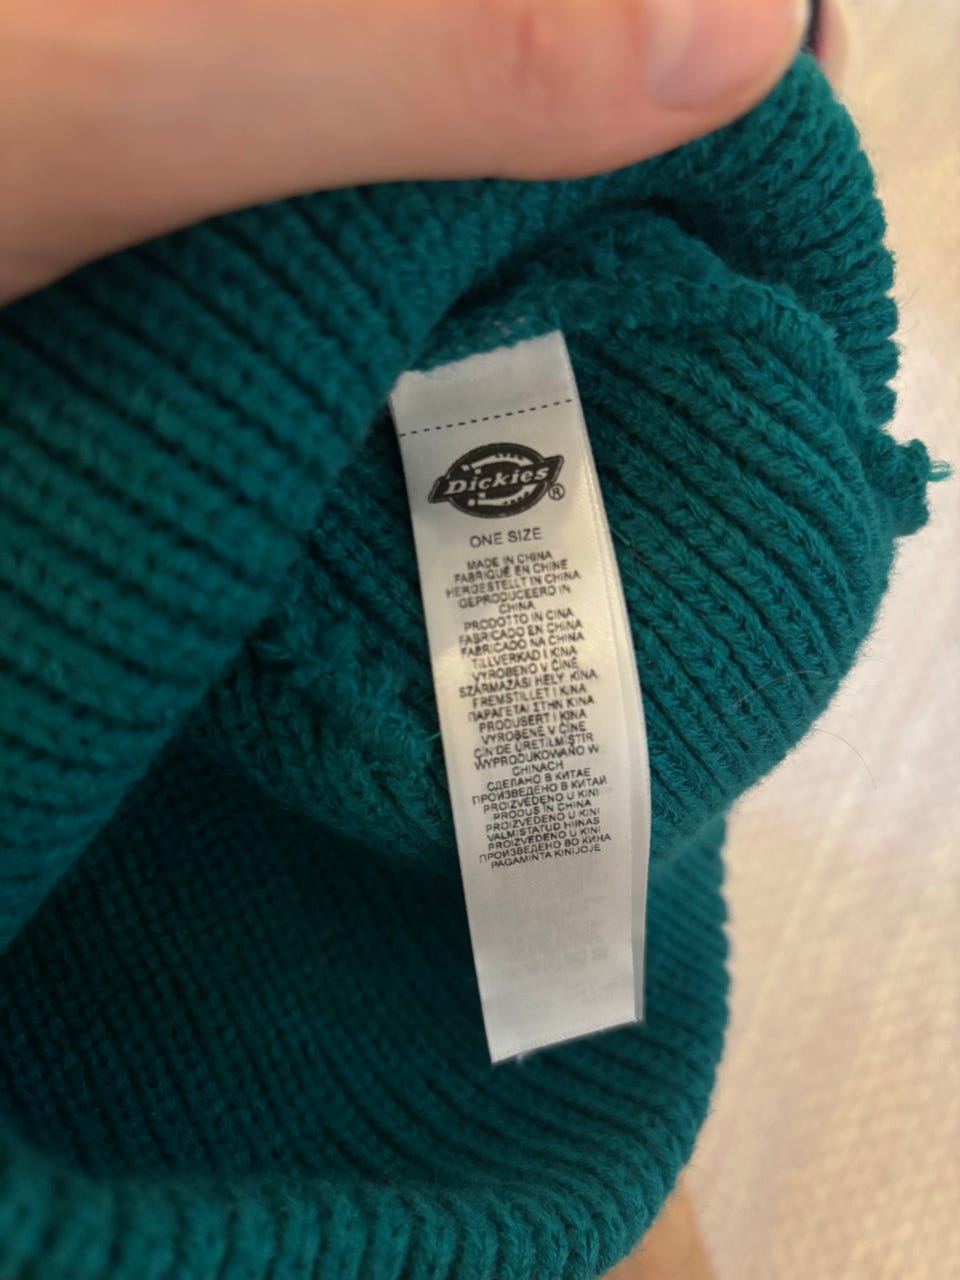 Dickies®
ONE SIZE
MADE IN CHINA
FABRIQUÉ EN CHINE
HERGESTELLT IN CHINA
GEPRODUCEERD IN
CHINA
PRODOTTO IN CINA
FABRICADO EN CHINA
FABRICADO NA CHINA
TILLVERKAD I KINA
VYROBENO V ČÍNĚ
SZÁRMAZÁSI HELY: KÍNA
FREMSTILLET I KINA
ΠΑΡΑΓΕΤΑΙ ΣΤΗΝ ΚΙΝΑ
PRODUSERT I KINA
VYROBENÉ V ČÍNE
ÇİN'DE ÜRETİLMİŞTİR
WYPRODUKOWANO W
CHINACH
СДЕЛАНО В КИТАЕ
ПРОИЗВЕДЕНО В КИТАЙ
PROIZVEDENO U KINI
PRODUS ÎN CHINA
PROIZVEDENO U KINI
VALMISTATUD HIINAS
PROIZVEDENO U KINI
ПРОИЗВЕДЕНО ВО КИНА
PAGAMINTA KINIJOJE